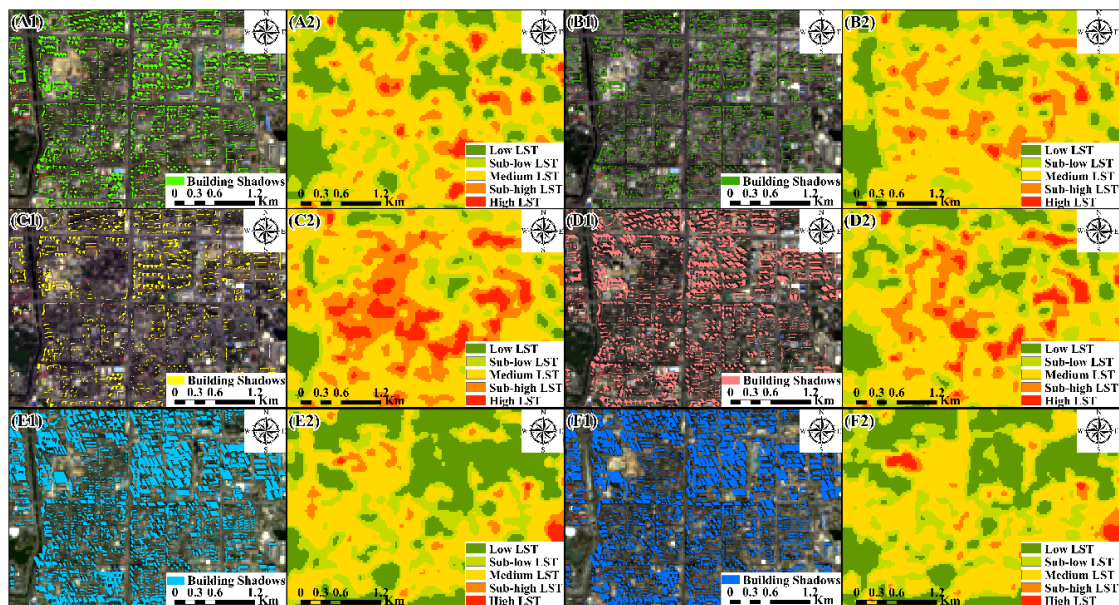 (A1)
N
W E
S
Building Shadows
0 0.3 0.6 1.2
Km
(A2)
N
W E
S
Low LST
Sub-low LST
Medium LST
Sub-high LST
High LST
0 0.3 0.6 1.2
Km
(B1)
N
W E
S
Building Shadows
0 0.3 0.6 1.2
Km
(B2)
N
W E
S
Low LST
Sub-low LST
Medium LST
Sub-high LST
High LST
0 0.3 0.6 1.2
Km
(C1)
N
W E
S
Building Shadows
0 0.3 0.6 1.2
Km
(C2)
N
W E
S
Low LST
Sub-low LST
Medium LST
Sub-high LST
High LST
0 0.3 0.6 1.2
Km
(D1)
N
W E
S
Building Shadows
0 0.3 0.6 1.2
Km
(D2)
N
W E
S
Low LST
Sub-low LST
Medium LST
Sub-high LST
High LST
0 0.3 0.6 1.2
Km
(E1)
N
W E
S
Building Shadows
0 0.3 0.6 1.2
Km
(E2)
N
W E
S
Low LST
Sub-low LST
Medium LST
Sub-high LST
High LST
0 0.3 0.6 1.2
Km
(F1)
N
W E
S
Building Shadows
0 0.3 0.6 1.2
Km
(F2)
N
W E
S
Low LST
Sub-low LST
Medium LST
Sub-high LST
High LST
0 0.3 0.6 1.2
Km